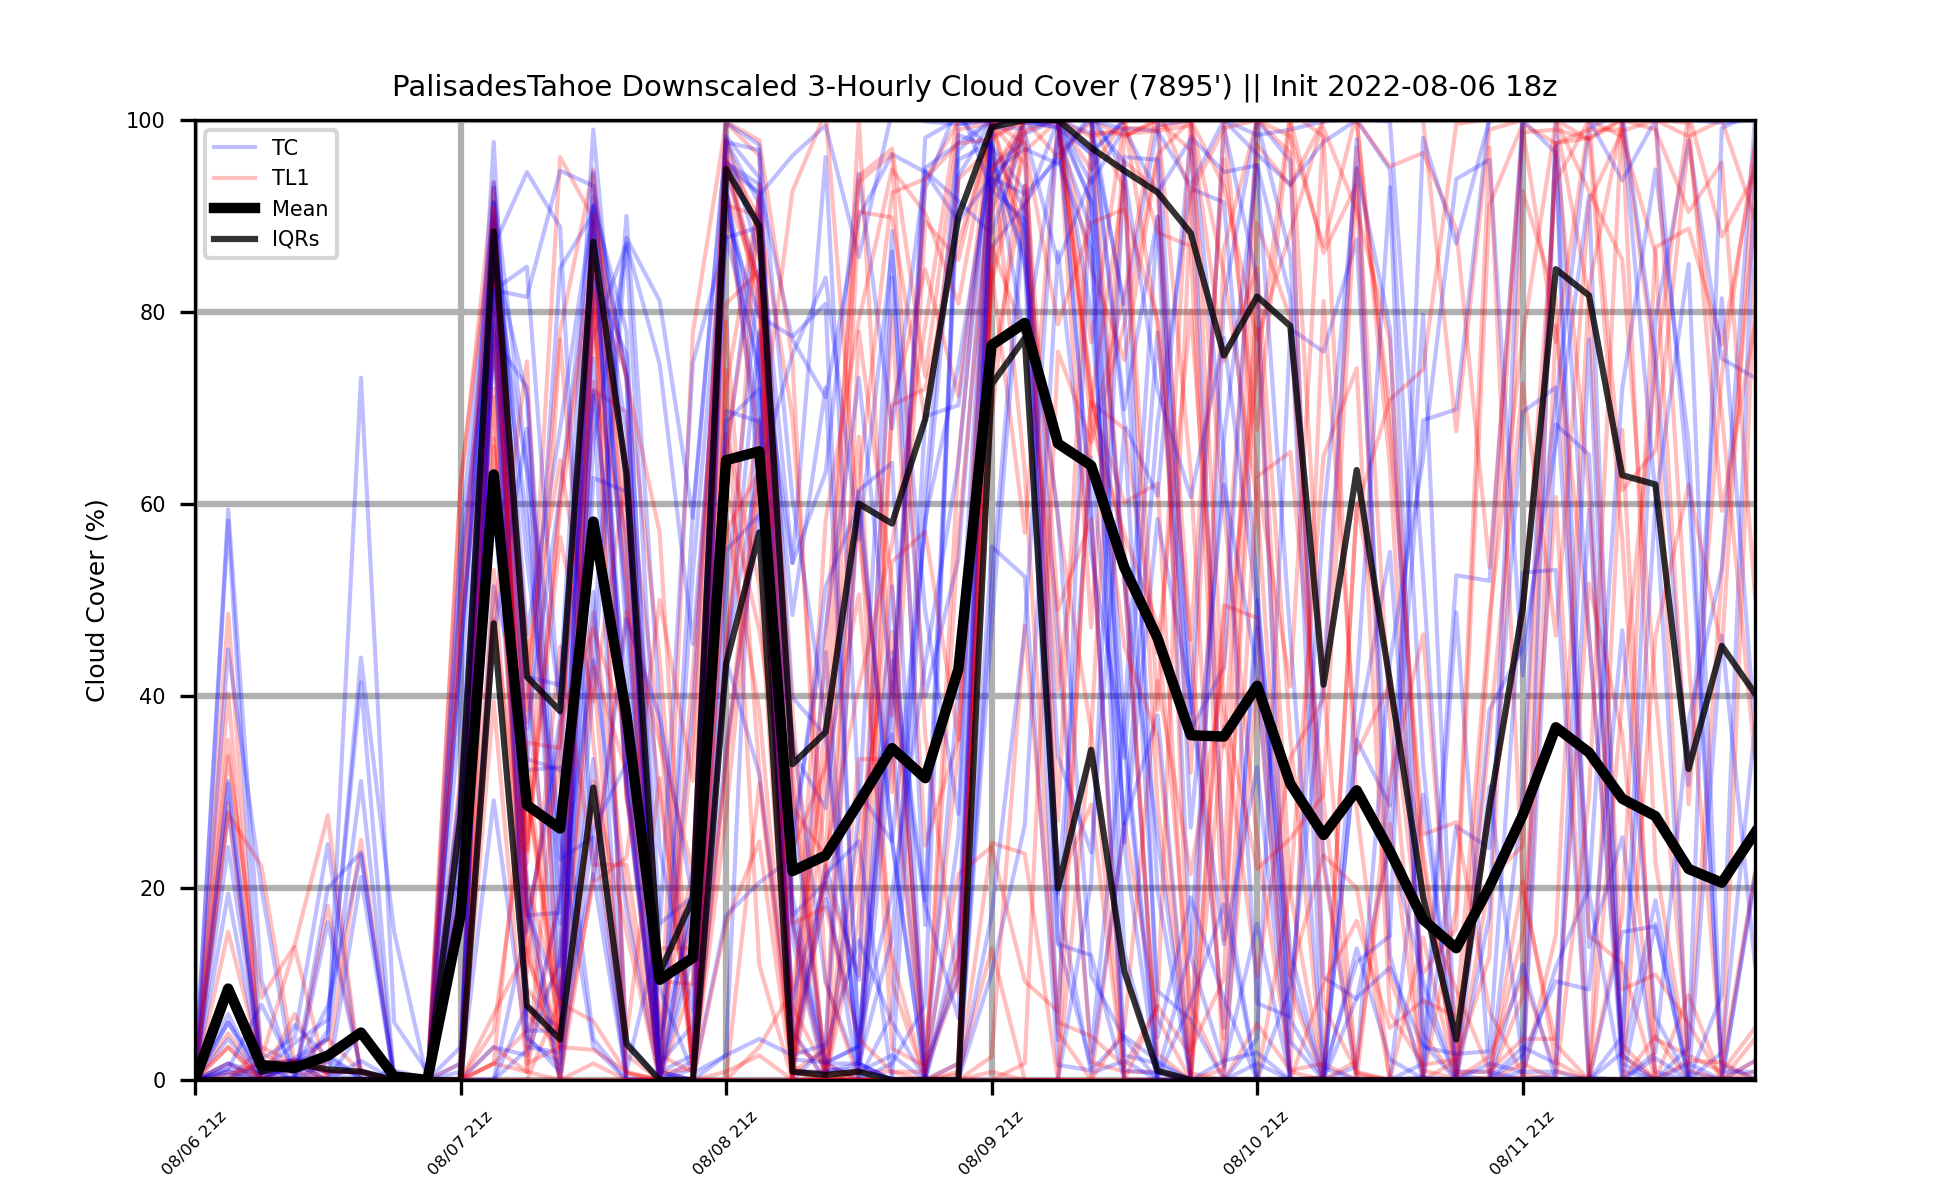 PalisadesTahoe Downscaled 3-Hourly Cloud Cover (7895') || Init 2022-08-06 18z
TC
TL1
Mean
IQRs
Cloud Cover (%)
100
80
60
40
20
0
08/06 21z
08/07 21z
08/08 21z
08/09 21z
08/10 21z
08/11 21z